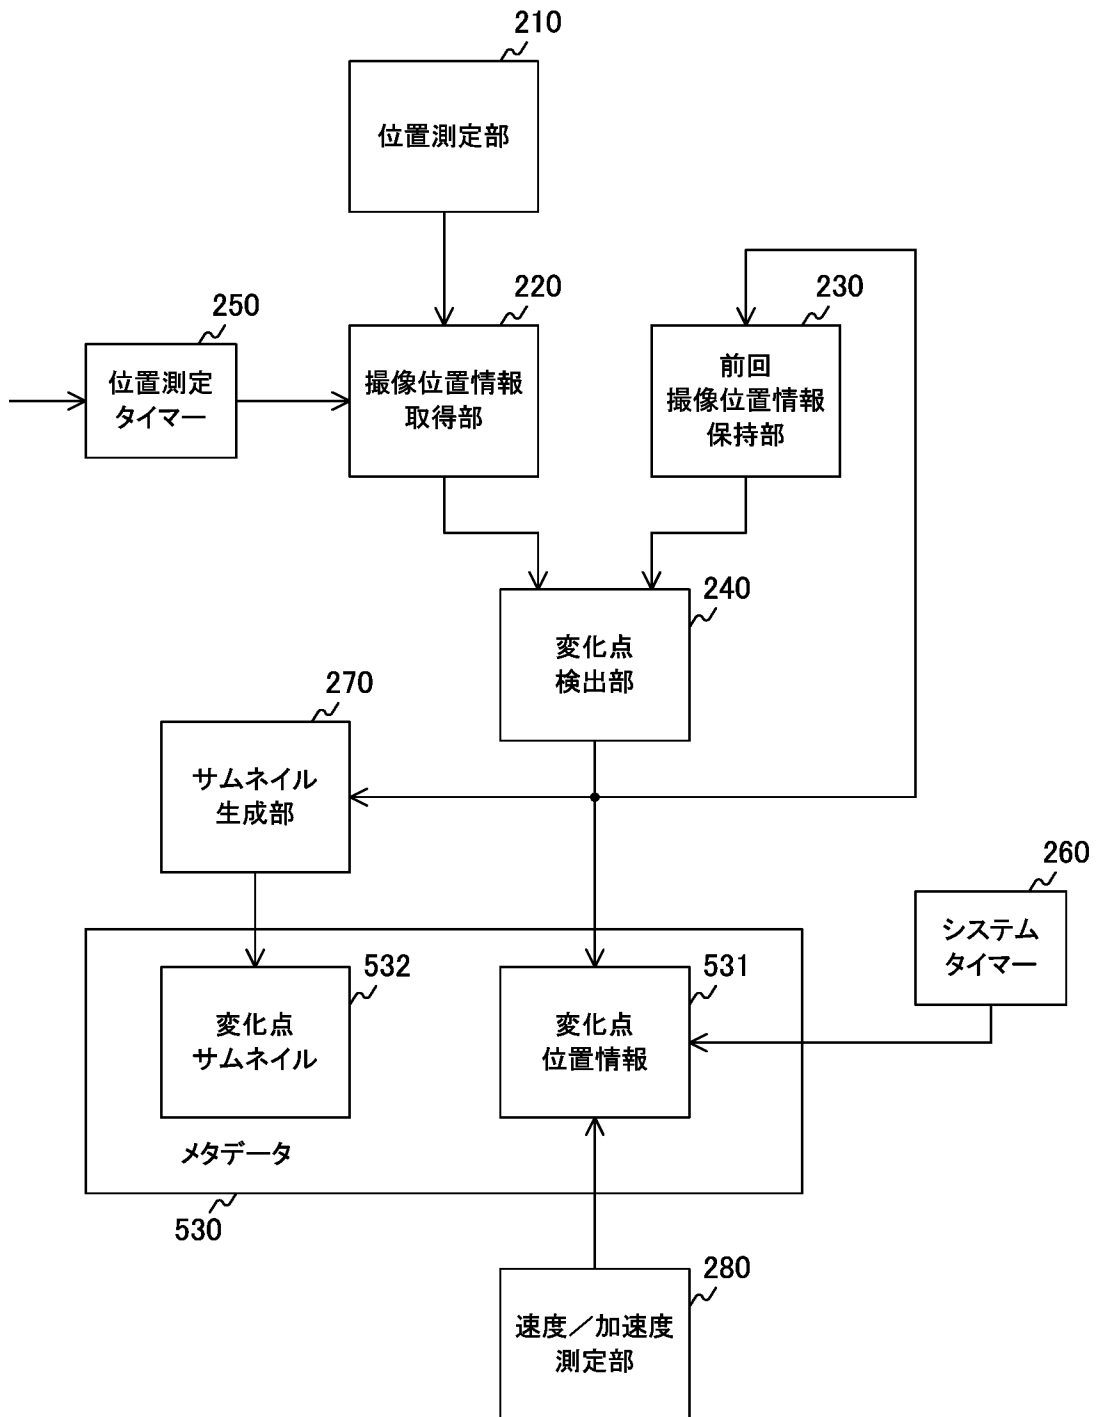 210
位置測定部
250
220
230
位置測定
タイマー
撮像位置情報
取得部
前回
撮像位置情報
保持部
240
変化点
検出部
270
サムネイル
生成部
260
システム
タイマー
532
531
変化点
サムネイル
変化点
位置情報
メタデータ
530
280
速度／加速度
測定部